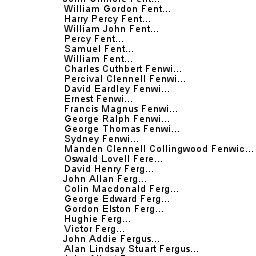 William Gordon Fent...
Harry Percy Fent...
William John Fent...
Percy Fent...
Samuel Fent...
William Fent...
Charles Cuthbert Fenwi...
Percival Clennell Fenwi...
David Eardley Fenwi...
Ernest Fenwi...
Francis Magnus Fenwi...
George Ralph Fenwi...
George Thomas Fenwi...
Sydney Fenwi...
Manden Clennell Collingwood Fenwic...
Oswald Lovell Fere...
David Henry Ferg...
John Allan Ferg...
Colin Macdonald Ferg...
George Edward Ferg...
Gordon Elston Ferg...
Hughie Ferg...
Victor Ferg...
John Addie Fergus...
Alan Lindsay Stuart Fergus...